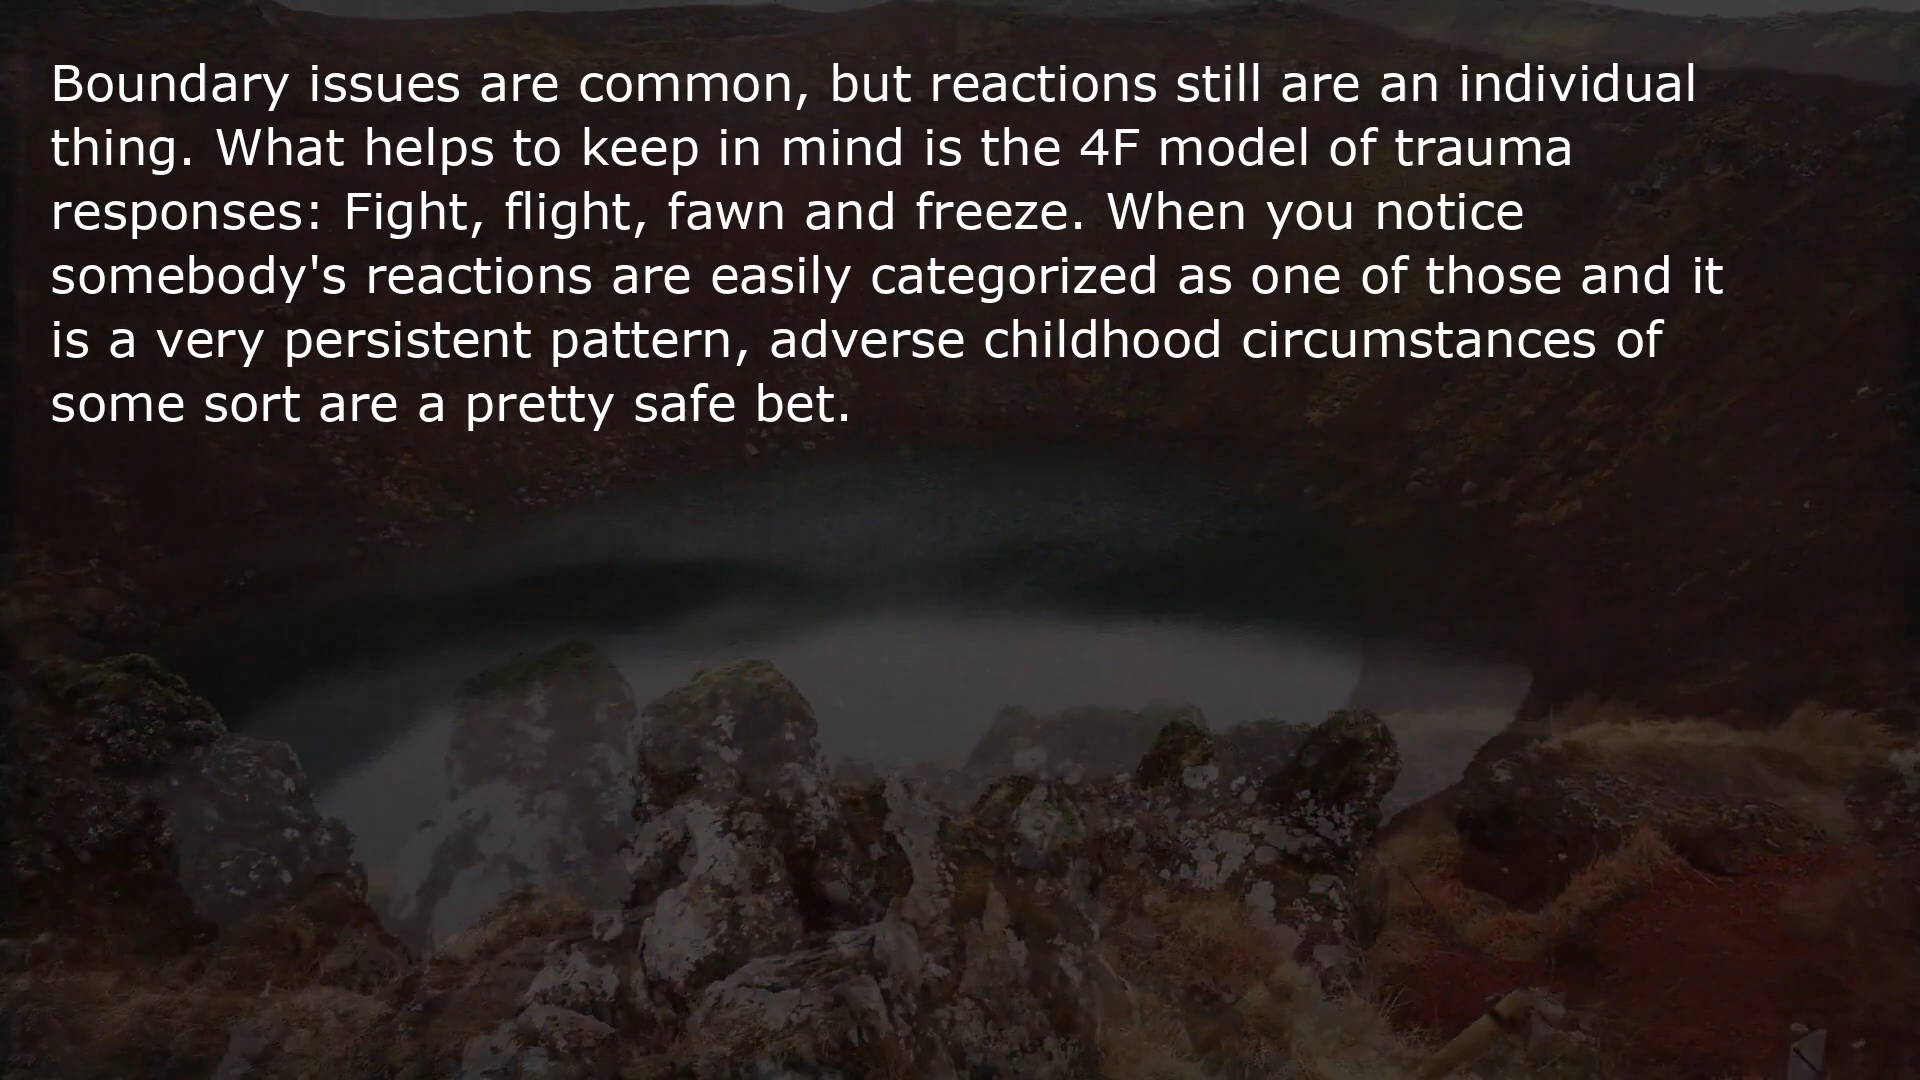 Boundary issues are common, but reactions still are an individual
thing. What helps to keep in mind is the 4F model of trauma
responses: Fight, flight, fawn and freeze. When you notice
somebody's reactions are easily categorized as one of those and it
is a very persistent pattern, adverse childhood circumstances of
some sort are a pretty safe bet.